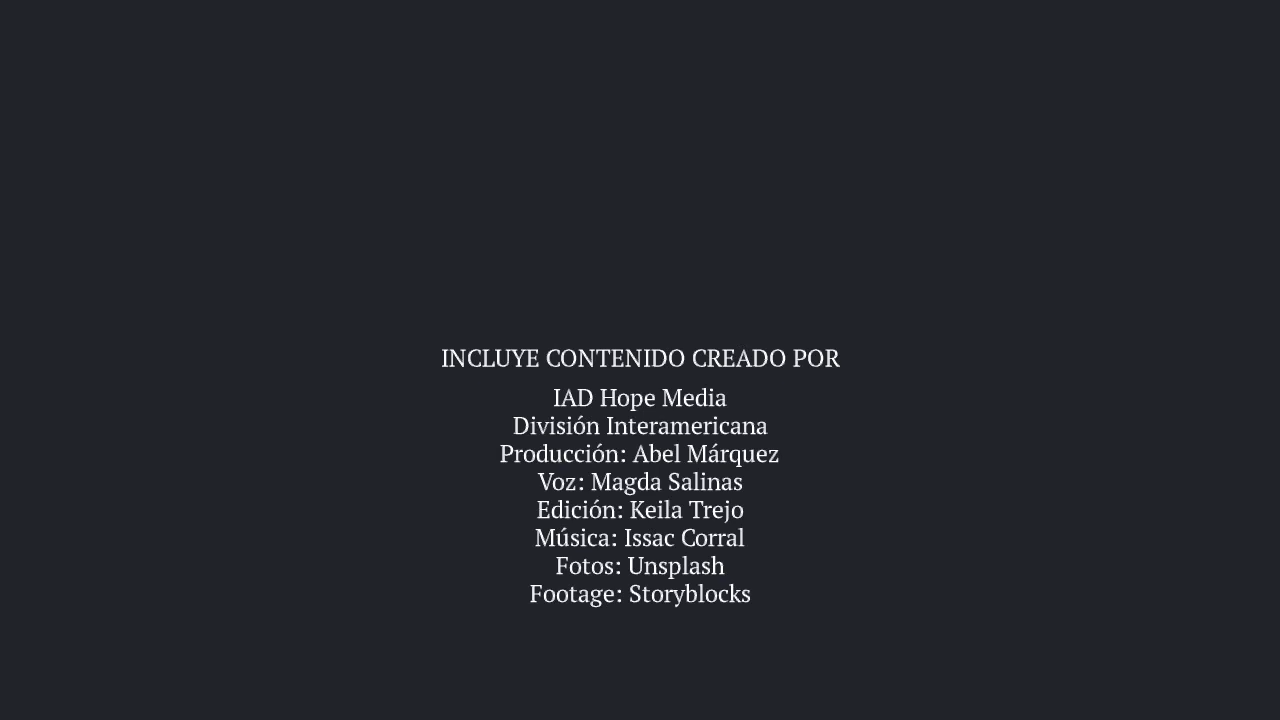 INCLUYE CONTENIDO CREADO POR
IAD Hope Media
División Interamericana
Producción: Abel Márquez
Voz: Magda Salinas
Edición: Keila Trejo
Música: Issac Corral
Fotos: Unsplash
Footage: Storyblocks